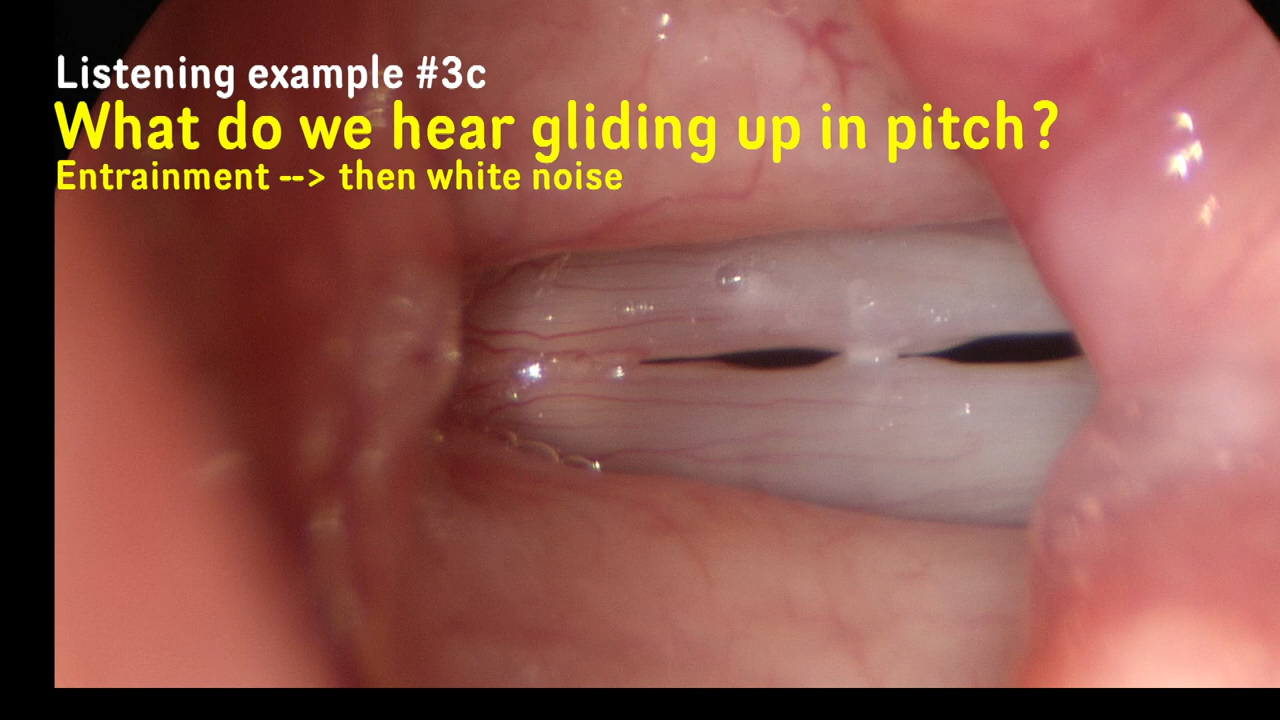 Listening example #3c
What do we hear gliding up in pitch?
Entrainment --> then white noise